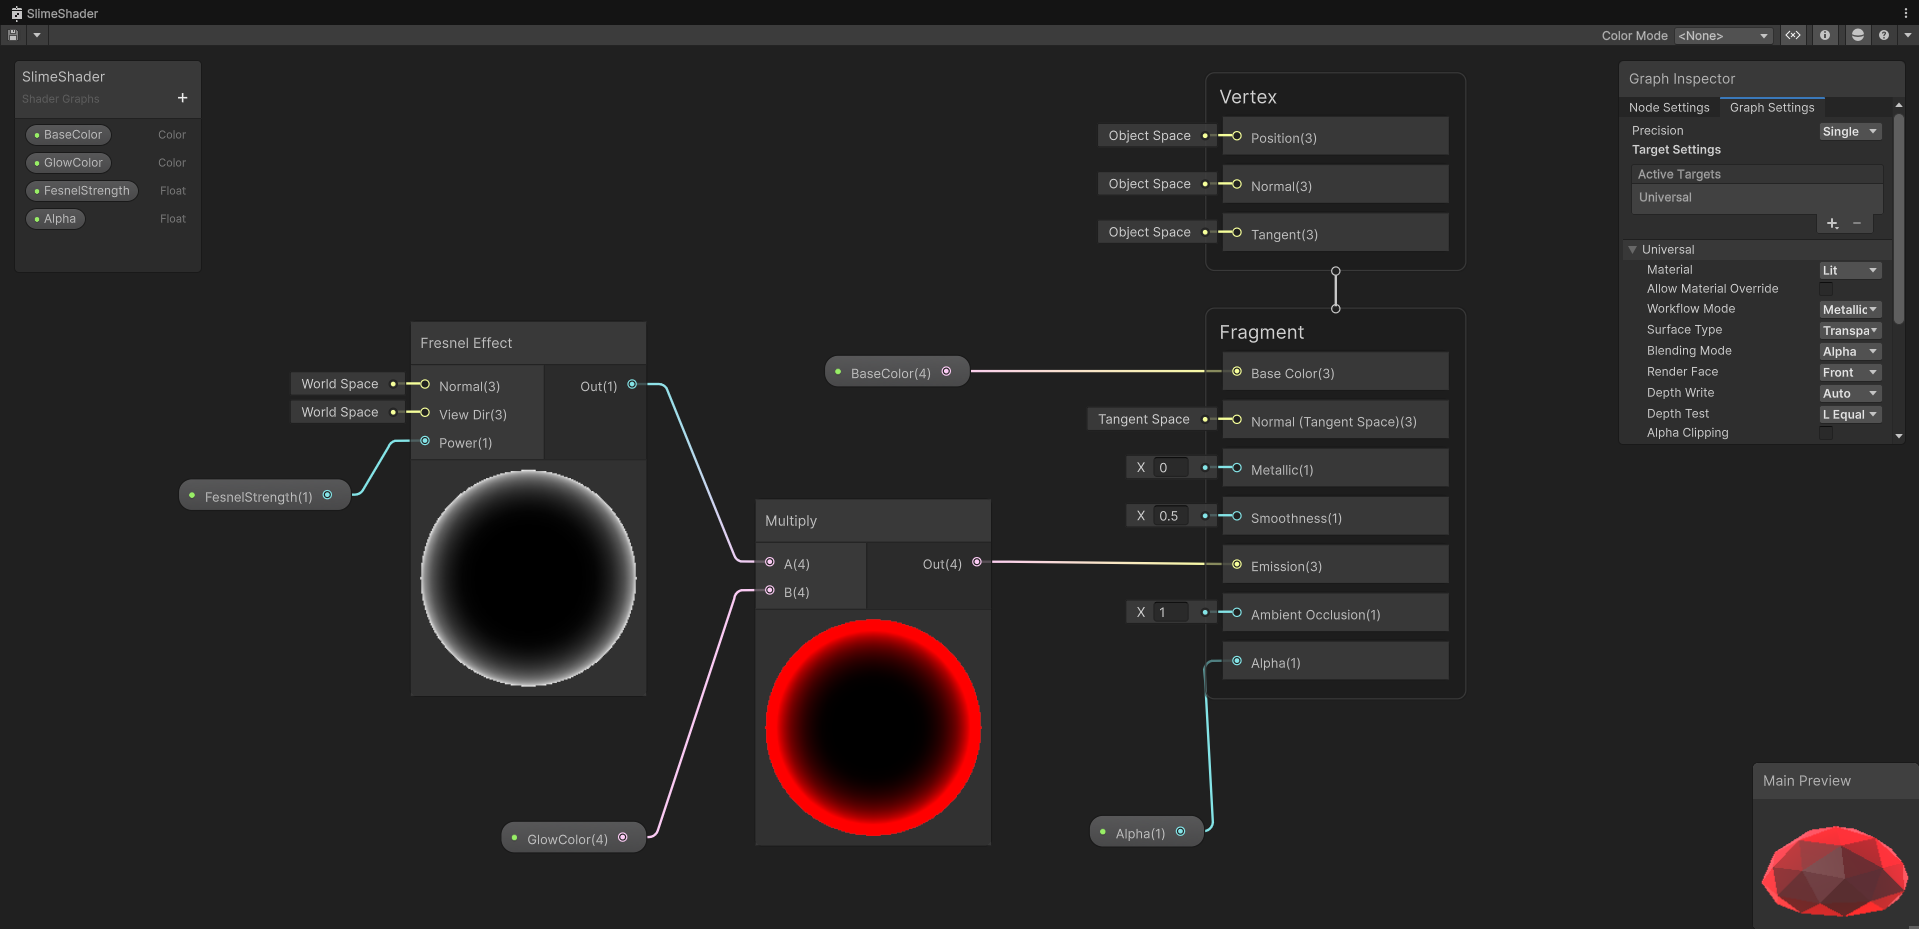 SlimeShader
Color Mode <None>
SlimeShader
Shader Graphs
+
BaseColor Color
GlowColor Color
FesnelStrength Float
Alpha Float
Vertex
Object Space Position(3)
Object Space Normal(3)
Object Space Tangent(3)
Fragment
BaseColor(4) Base Color(3)
Tangent Space Normal (Tangent Space)(3)
X 0 Metallic(1)
X 0.5 Smoothness(1)
Emission(3)
X 1 Ambient Occlusion(1)
Alpha(1)
Fresnel Effect
World Space Normal(3) Out(1)
World Space View Dir(3)
Power(1)
FesnelStrength(1)
Multiply
A(4) Out(4)
B(4)
GlowColor(4)
Alpha(1)
Graph Inspector
Node Settings Graph Settings
Precision Single
Target Settings
Active Targets
Universal
+ −
Universal
Material Lit
Allow Material Override
Workflow Mode Metallic
Surface Type Transpa
Blending Mode Alpha
Render Face Front
Depth Write Auto
Depth Test L Equal
Alpha Clipping
Main Preview